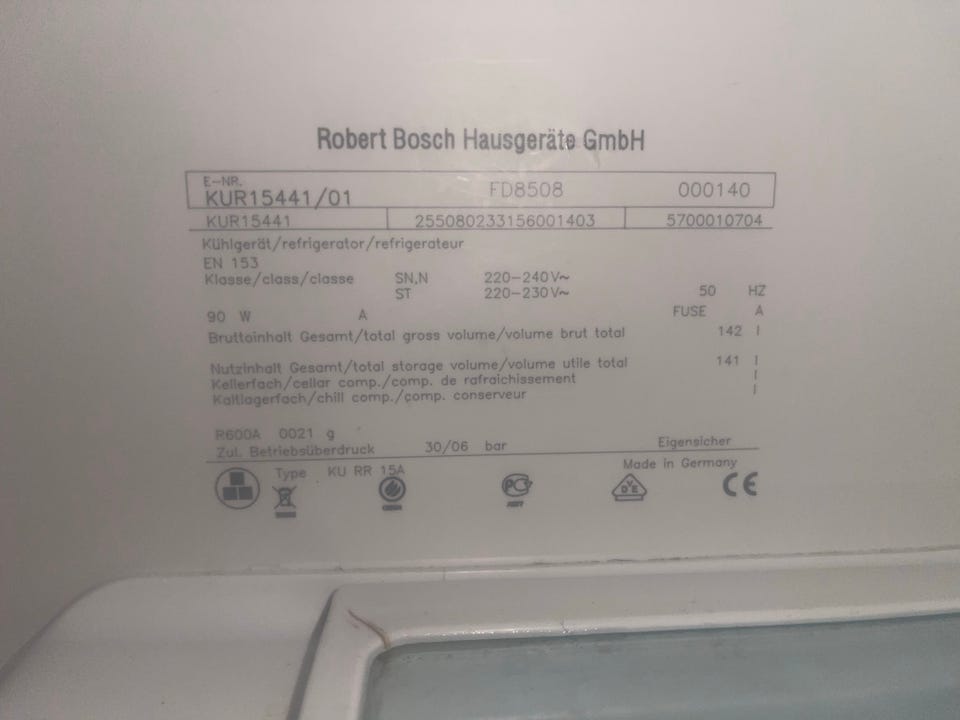 Robert Bosch Hausgeräte GmbH
E-NR. KUR15441/01 FD8508 000140
KUR15441 255080233156001403 5700010704
Kühlgerät/refrigerator/refrigerateur
EN 153
Klasse/class/classe SN,N 220-240V~
ST 220-230V~ 50 HZ
90 W A FUSE A
Bruttoinhalt Gesamt/total gross volume/volume brut total 142 l
Nutzinhalt Gesamt/total storage volume/volume utile total 141 l
Kellerfach/cellar comp./comp. de rafraichissement l
Kaltlagerfach/chill comp./comp. conserveur l
R600A 0021 g
Zul. Betriebsüberdruck 30/06 bar Eigensicher
Type KU RR 15A Made in Germany
PCT VDE CE